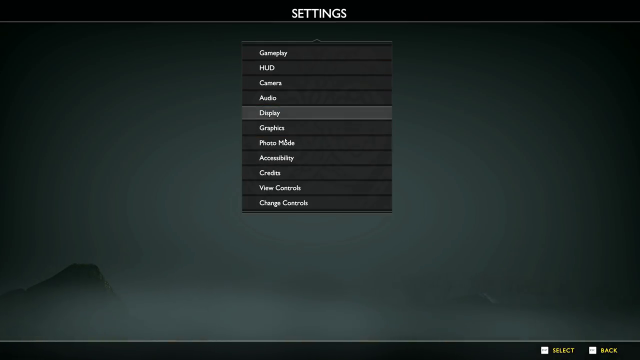 SETTINGS
Gameplay
HUD
Camera
Audio
Display
Graphics
Photo Mode
Accessibility
Credits
View Controls
Change Controls
SELECT BACK